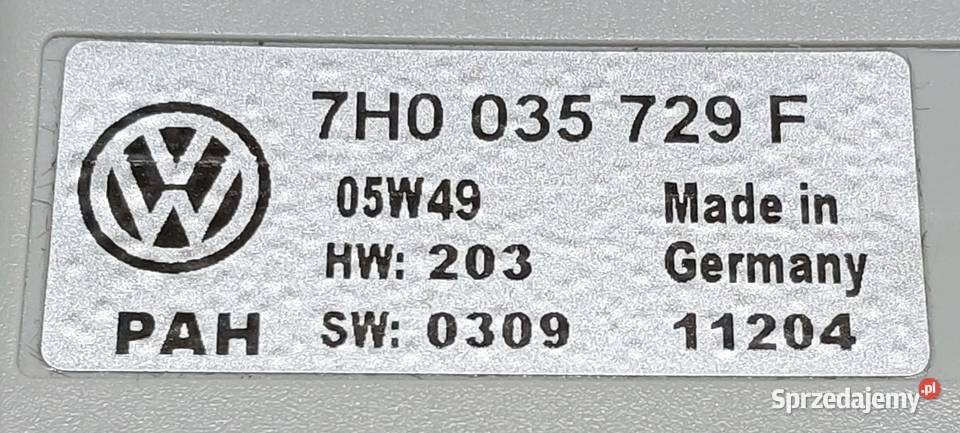 7H0 035 729 F
05W49
Made in
HW: 203
Germany
PAH
SW: 0309
11204
Sprzedajemy.pl